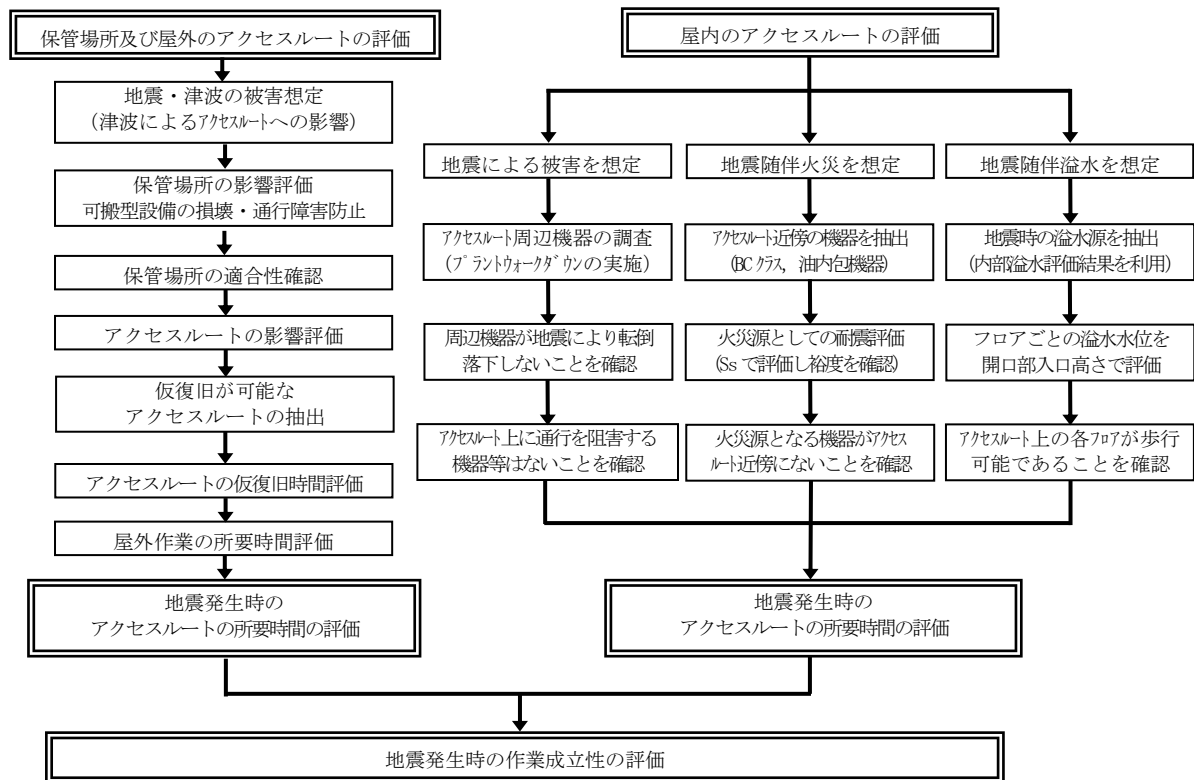 保管場所及び屋外のアクセスルートの評価
地震・津波の被害想定
(津波によるアクセスルートへの影響)
保管場所の影響評価
可搬型設備の損壊・通行障害防止
保管場所の適合性確認
アクセスルートの影響評価
仮復旧が可能な
アクセスルートの抽出
アクセスルートの仮復旧時間評価
屋外作業の所要時間評価
地震発生時の
アクセスルートの所要時間の評価
屋内のアクセスルートの評価
地震による被害を想定
アクセスルート周辺機器の調査
(プラントウォークダウンの実施)
周辺機器が地震により転倒
落下しないことを確認
アクセスルート上に通行を阻害する
機器等はないことを確認
地震随伴火災を想定
アクセスルート近傍の機器を抽出
(BCクラス,油内包機器)
火災源としての耐震評価
(Ssで評価し裕度を確認)
火災源となる機器がアクセス
ルート近傍にないことを確認
地震随伴溢水を想定
地震時の溢水源を抽出
(内部溢水評価結果を利用)
フロアごとの溢水水位を
開口部入口高さで評価
アクセスルート上の各フロアが歩行
可能であることを確認
地震発生時の
アクセスルートの所要時間の評価
地震発生時の作業成立性の評価